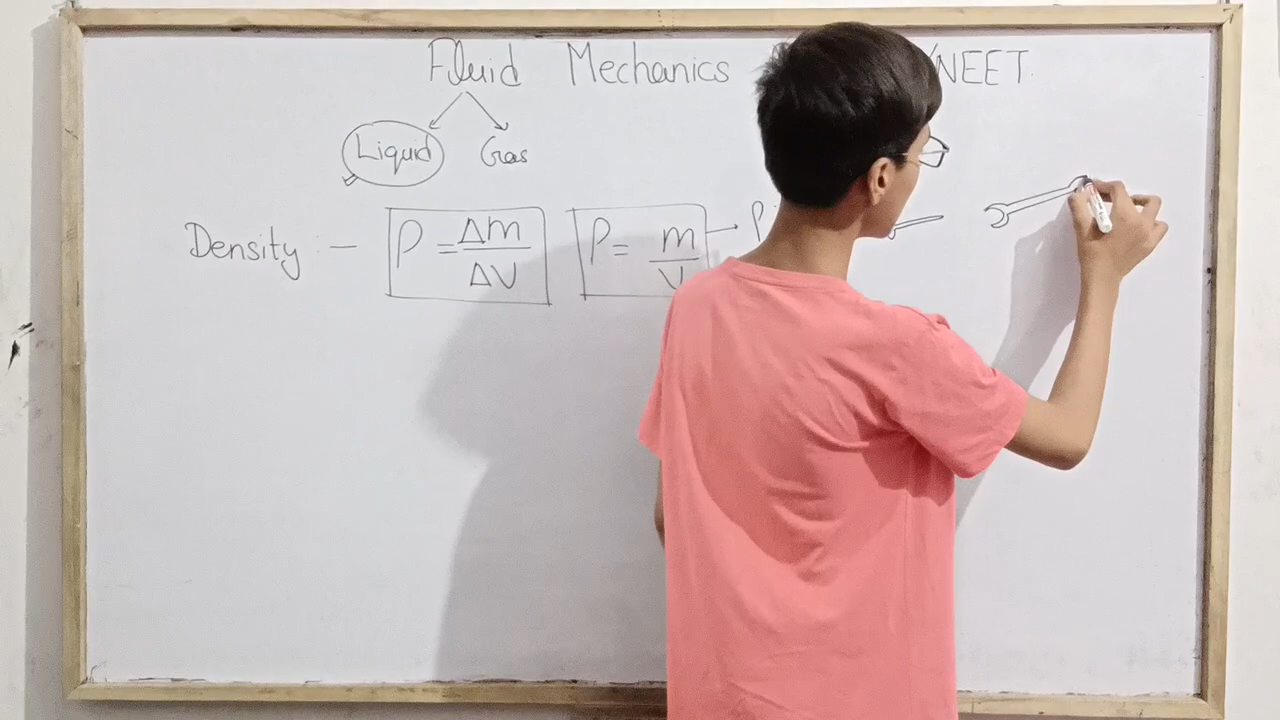 Fluid Mechanics /NEET
Liquid Gas
Density :- ρ = Δm/ΔV ρ = m/V → ρ